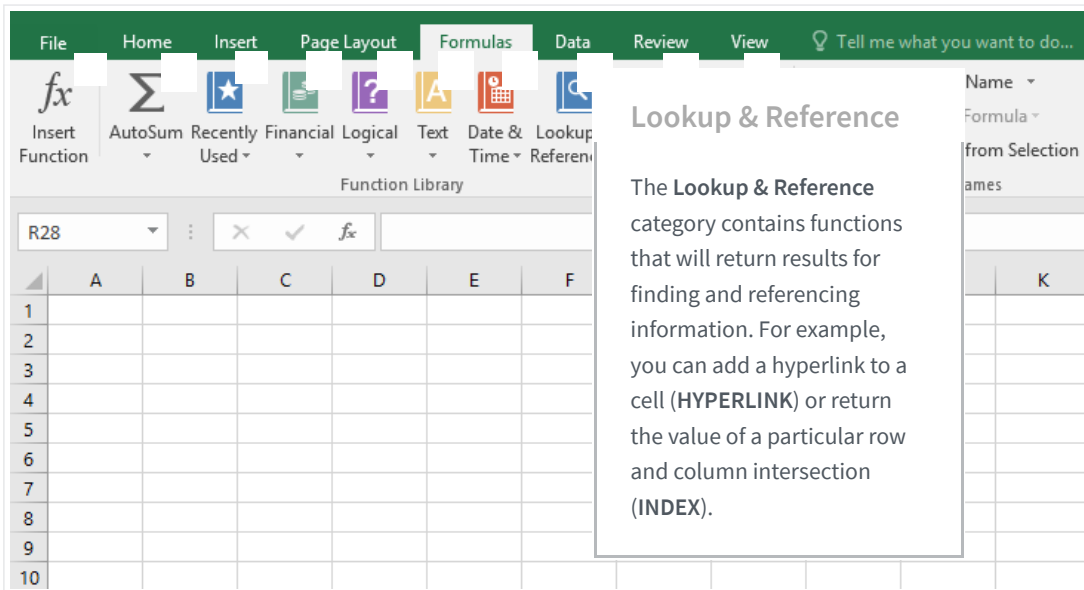 File Home Insert Page Layout Formulas Data Review View Tell me what you want to do...
fx
Σ
?
A
Insert Function
AutoSum
Recently Used
Financial
Logical
Text
Date & Time
Lookup
Referen
Function Library
Name
Formula
from Selection
ames
R28
fx
A B C D E F K
1
2
3
4
5
6
7
8
9
10
Lookup & Reference
The Lookup & Reference
category contains functions
that will return results for
finding and referencing
information. For example,
you can add a hyperlink to a
cell (HYPERLINK) or return
the value of a particular row
and column intersection
(INDEX).